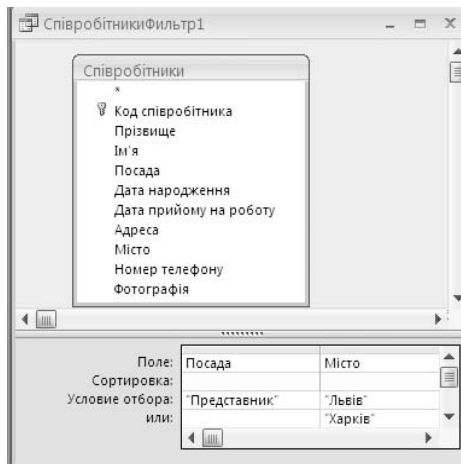 СпівробітникиФильтр1
Співробітники
*
Код співробітника
Прізвище
Ім'я
Посада
Дата народження
Дата прийому на роботу
Адреса
Місто
Номер телефону
Фотографія
Поле: Посада Місто
Сортировка:
Условие отбора: "Представник" "Львів"
или: "Харків"